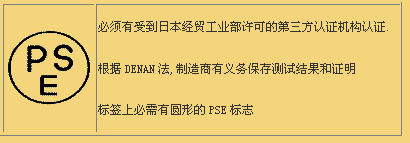 PS
E
必须有受到日本经贸工业部许可的第三方认证机构认证.
根据 DENAN 法, 制造商有义务保存测试结果和证明
标签上必需有圆形的 PSE 标志